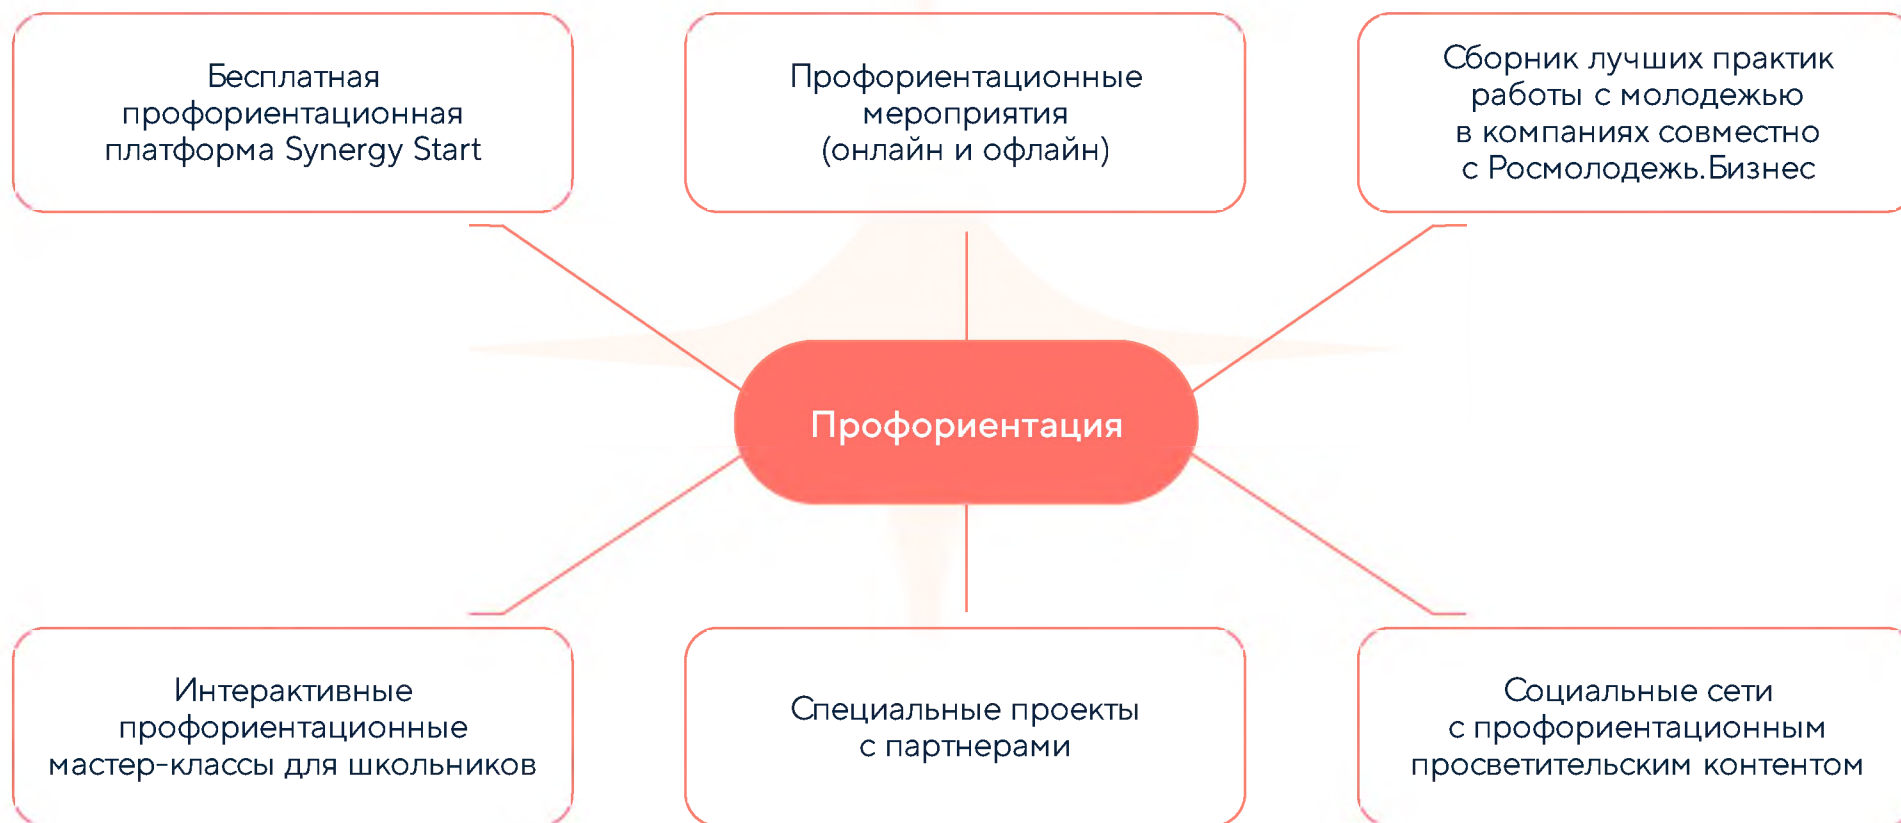 Бесплатная
профориентационная
платформа Synergy Start
Профориентационные
мероприятия
(онлайн и офлайн)
Сборник лучших практик
работы с молодежью
в компаниях совместно
с Росмолодежь.Бизнес
Профориентация
Интерактивные
профориентационные
мастер-классы для школьников
Специальные проекты
с партнерами
Социальные сети
с профориентационным
просветительским контентом